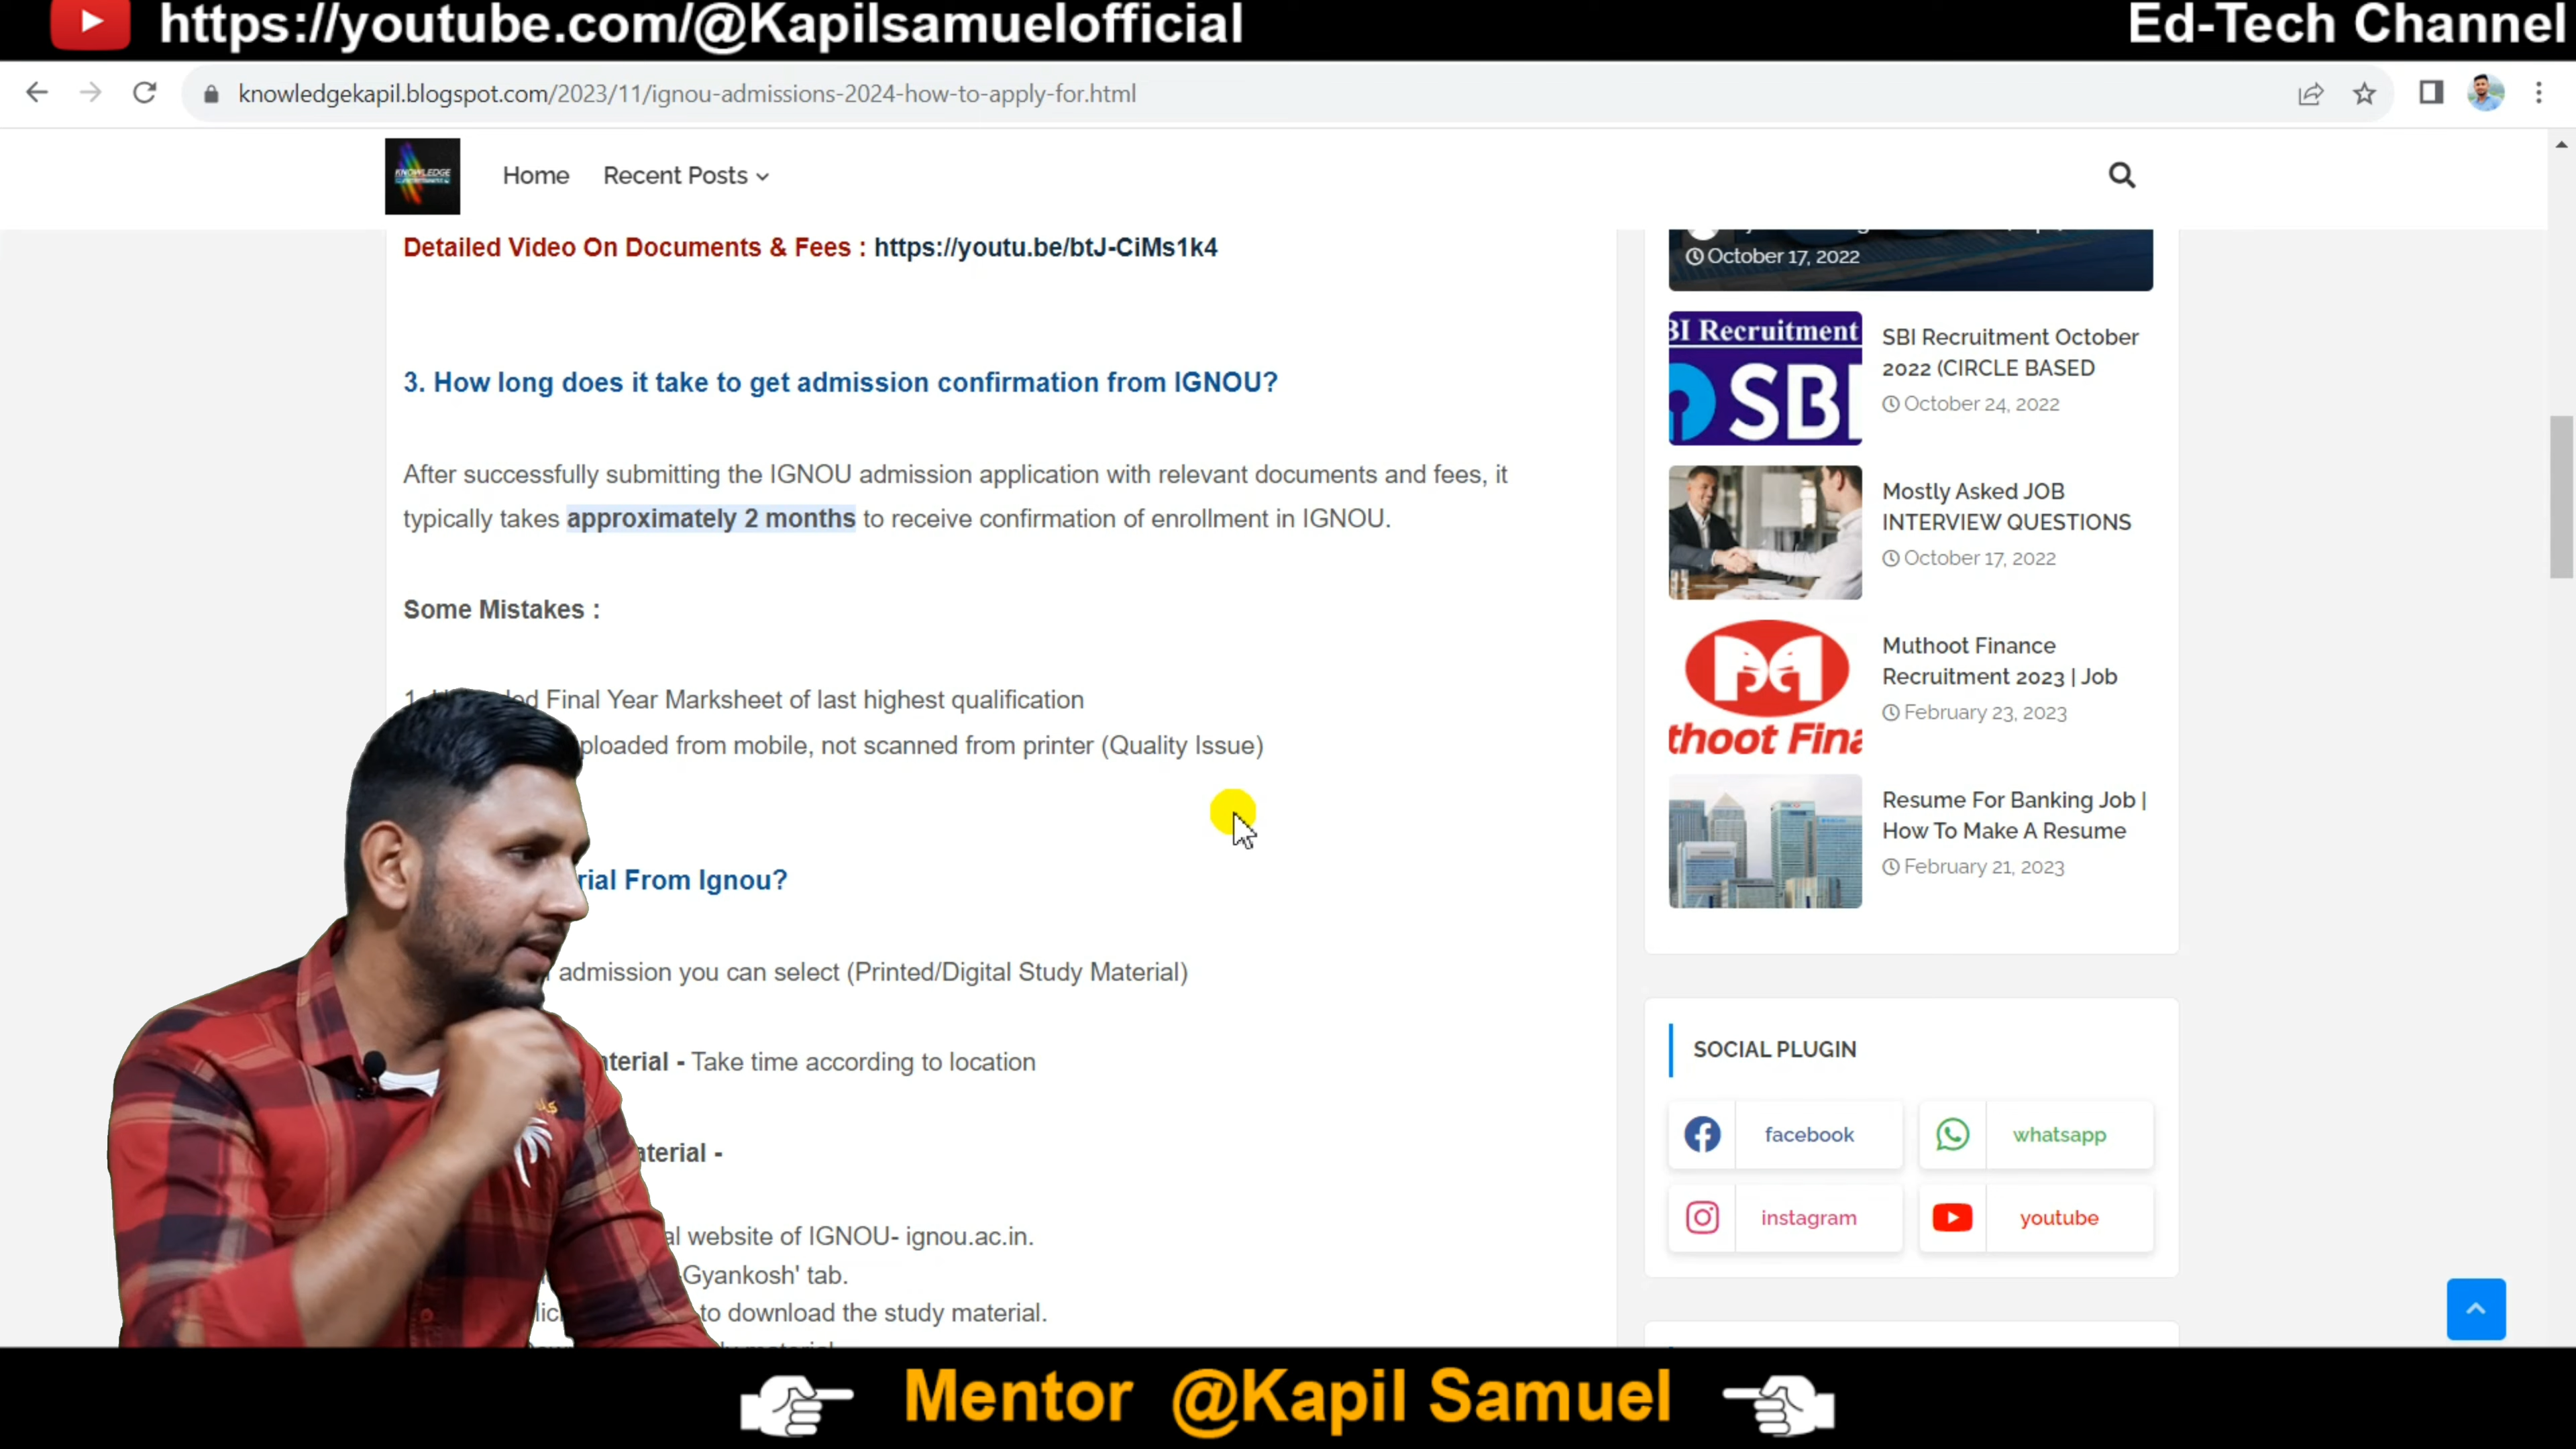 https://youtube.com/@Kapilsamuelofficial
Ed-Tech Channel
knowledgekapil.blogspot.com/2023/11/ignou-admissions-2024-how-to-apply-for.html
KNOWLEDGE
Home
Recent Posts
Detailed Video On Documents & Fees : https://youtu.be/btJ-CiMs1k4
3. How long does it take to get admission confirmation from IGNOU?
After successfully submitting the IGNOU admission application with relevant documents and fees, it
typically takes approximately 2 months to receive confirmation of enrollment in IGNOU.
Some Mistakes :
Final Year Marksheet of last highest qualification
from mobile, not scanned from printer (Quality Issue)
From Ignou?
admission you can select (Printed/Digital Study Material)
- Take time according to location
-
website of IGNOU- ignou.ac.in.
Gyankosh' tab.
to download the study material.
October 17, 2022
BI Recruitment
SBI
SBI Recruitment October
2022 (CIRCLE BASED
October 24, 2022
Mostly Asked JOB
INTERVIEW QUESTIONS
October 17, 2022
thoot Fina
Muthoot Finance
Recruitment 2023 | Job
February 23, 2023
Resume For Banking Job |
How To Make A Resume
February 21, 2023
SOCIAL PLUGIN
facebook
whatsapp
instagram
youtube
Mentor @Kapil Samuel